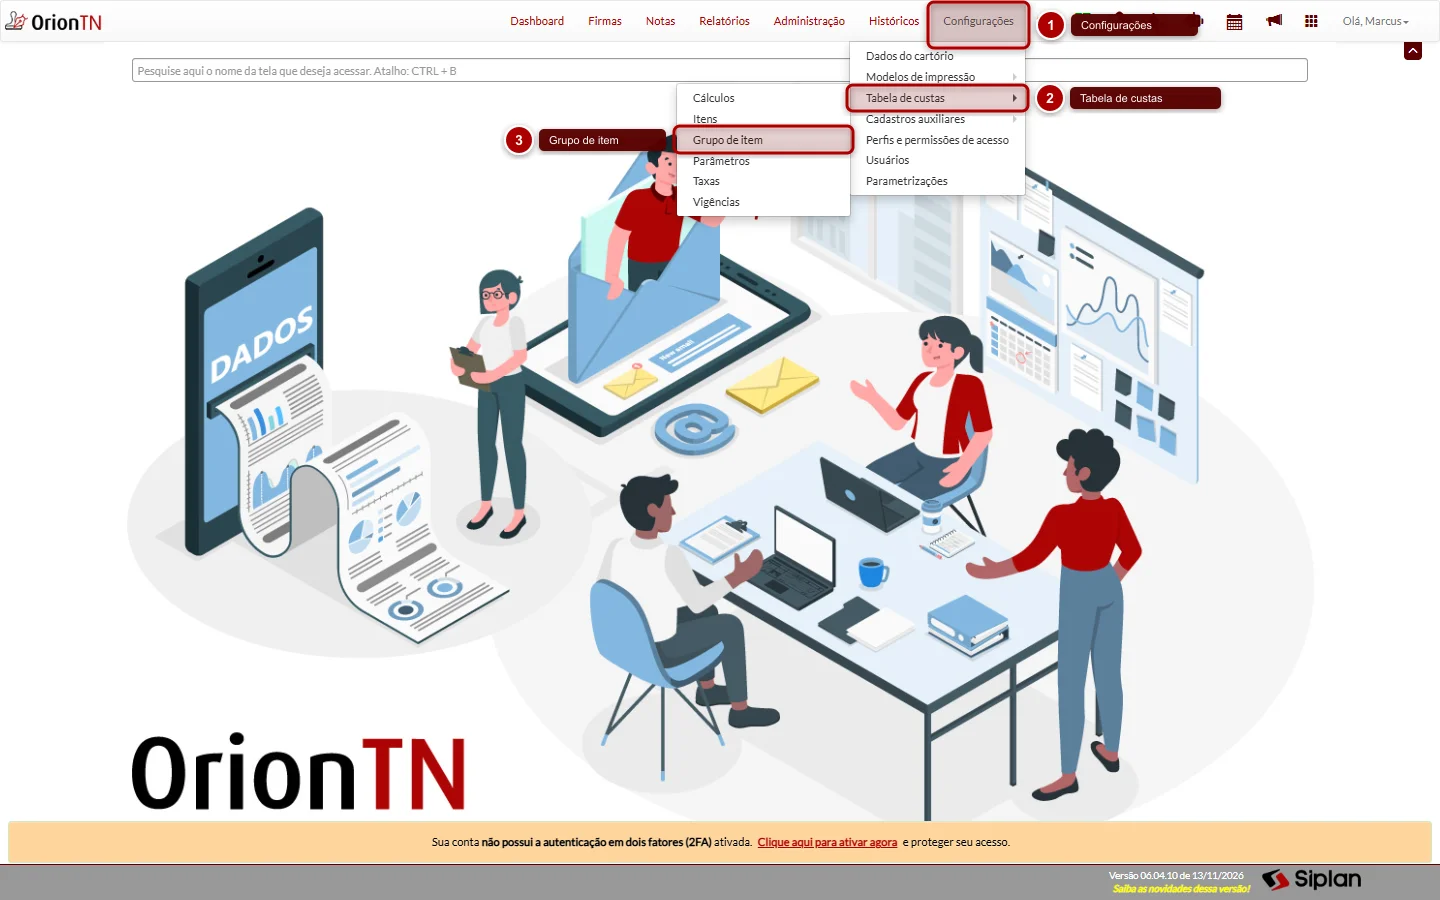 OrionTN
Dashboard
Firmas
Notas
Relatórios
Administração
Históricos
Configurações
1
Configurações
Olá, Marcus
Pesquise aqui o nome da tela que deseja acessar. Atalho: CTRL + B
Dados do cartório
Modelos de impressão
Tabela de custas
2
Tabela de custas
Cadastros auxiliares
Perfis e permissões de acesso
Usuários
Parametrizações
Cálculos
Itens
3
Grupo de item
Grupo de item
Parâmetros
Taxas
Vigências
DADOS
New email
@
OrionTN
Sua conta não possui a autenticação em dois fatores (2FA) ativada. Clique aqui para ativar agora e proteger seu acesso.
Versão 06.04.10 de 13/11/2026
Saiba as novidades dessa versão!
Siplan